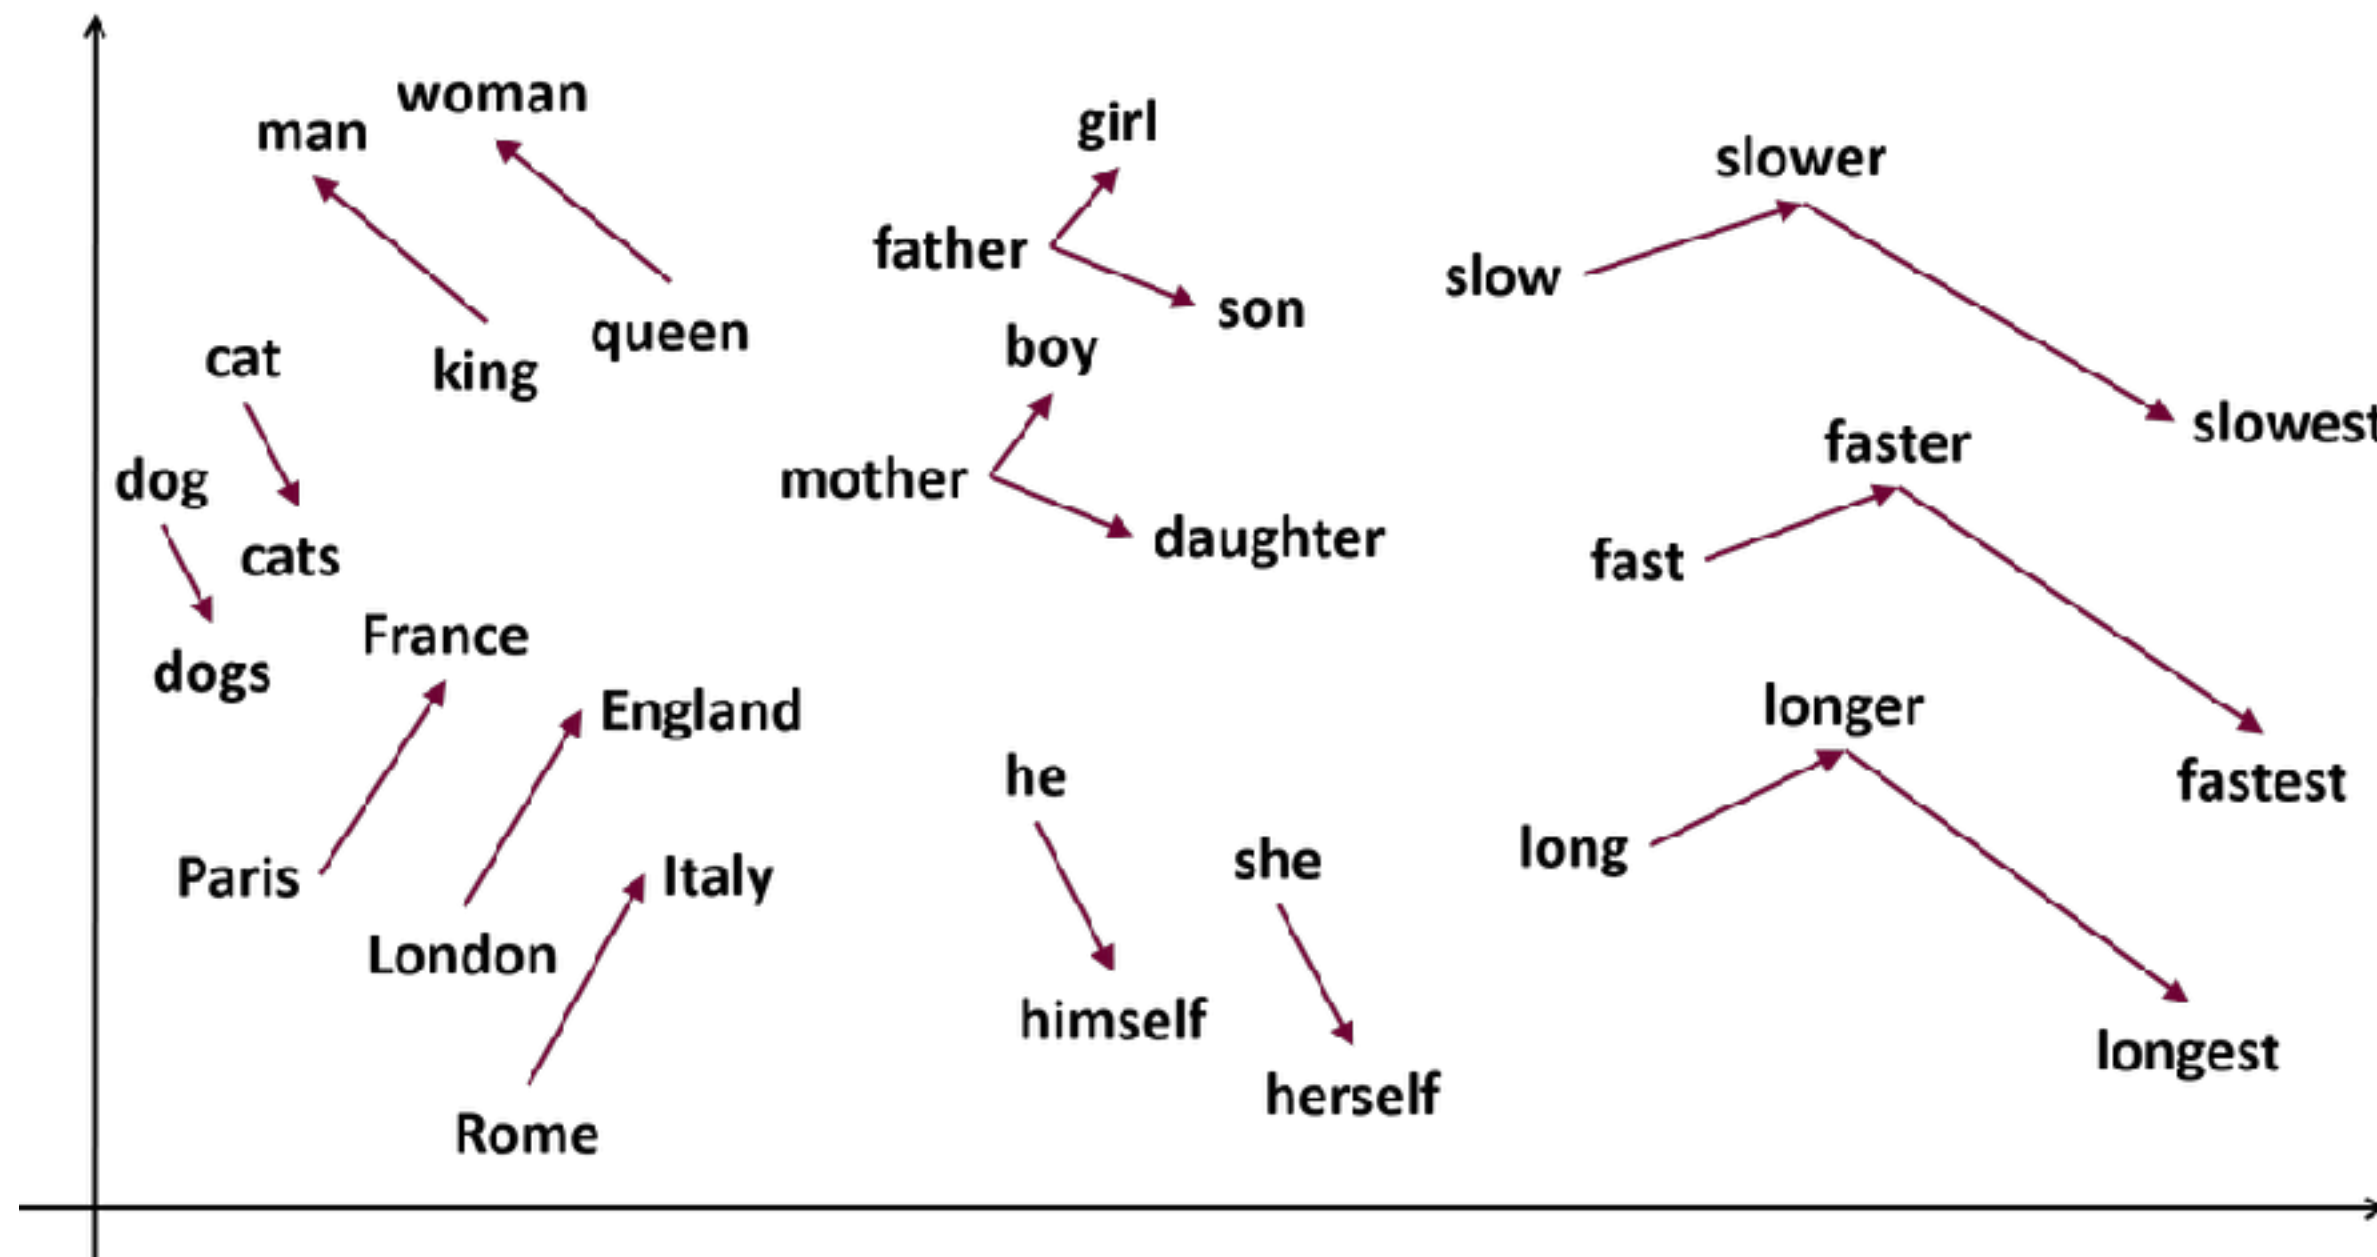 woman
man
girl
slower
father
slow
son
queen
boy
cat
king
slowest
faster
dog
mother
daughter
cats
fast
France
dogs
England
longer
he
fastest
long
she
Paris
Italy
London
himself
longest
herself
Rome